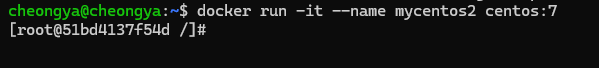 cheongya@cheongya:~$ docker run -it --name mycentos2 centos:7
[root@51bd4137f54d /]#